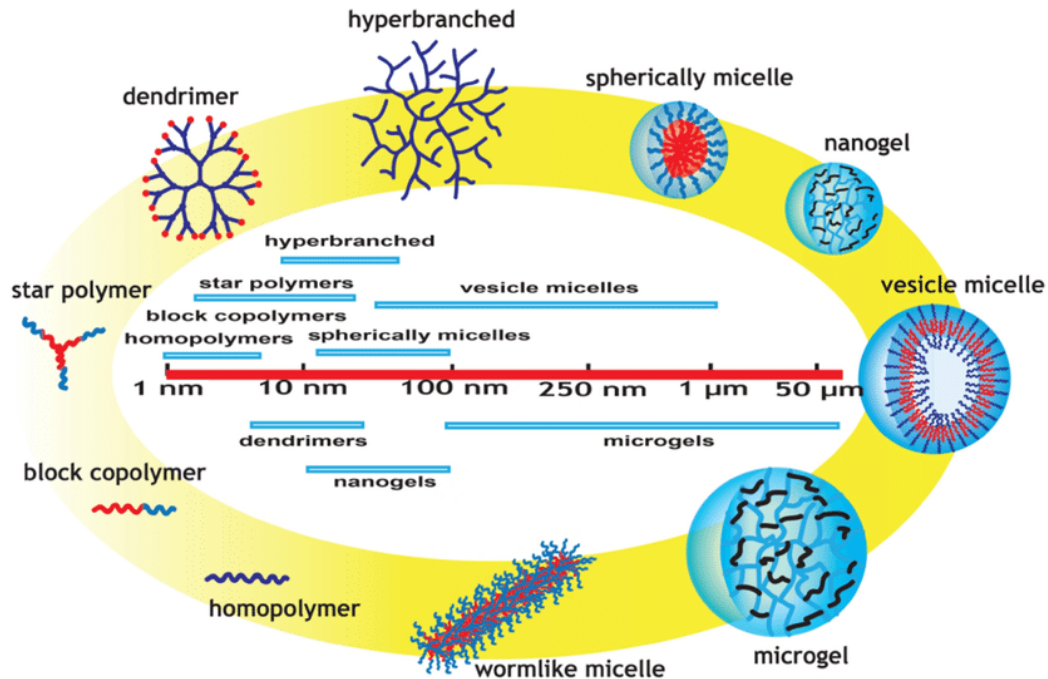 hyperbranched
dendrimer
spherically micelle
nanogel
star polymer
vesicle micelle
hyperbranched
star polymers
vesicle micelles
block copolymers
homopolymers
spherically micelles
1 nm
10 nm
100 nm
250 nm
1 µm
50 µm
dendrimers
microgels
nanogels
block copolymer
homopolymer
wormlike micelle
microgel